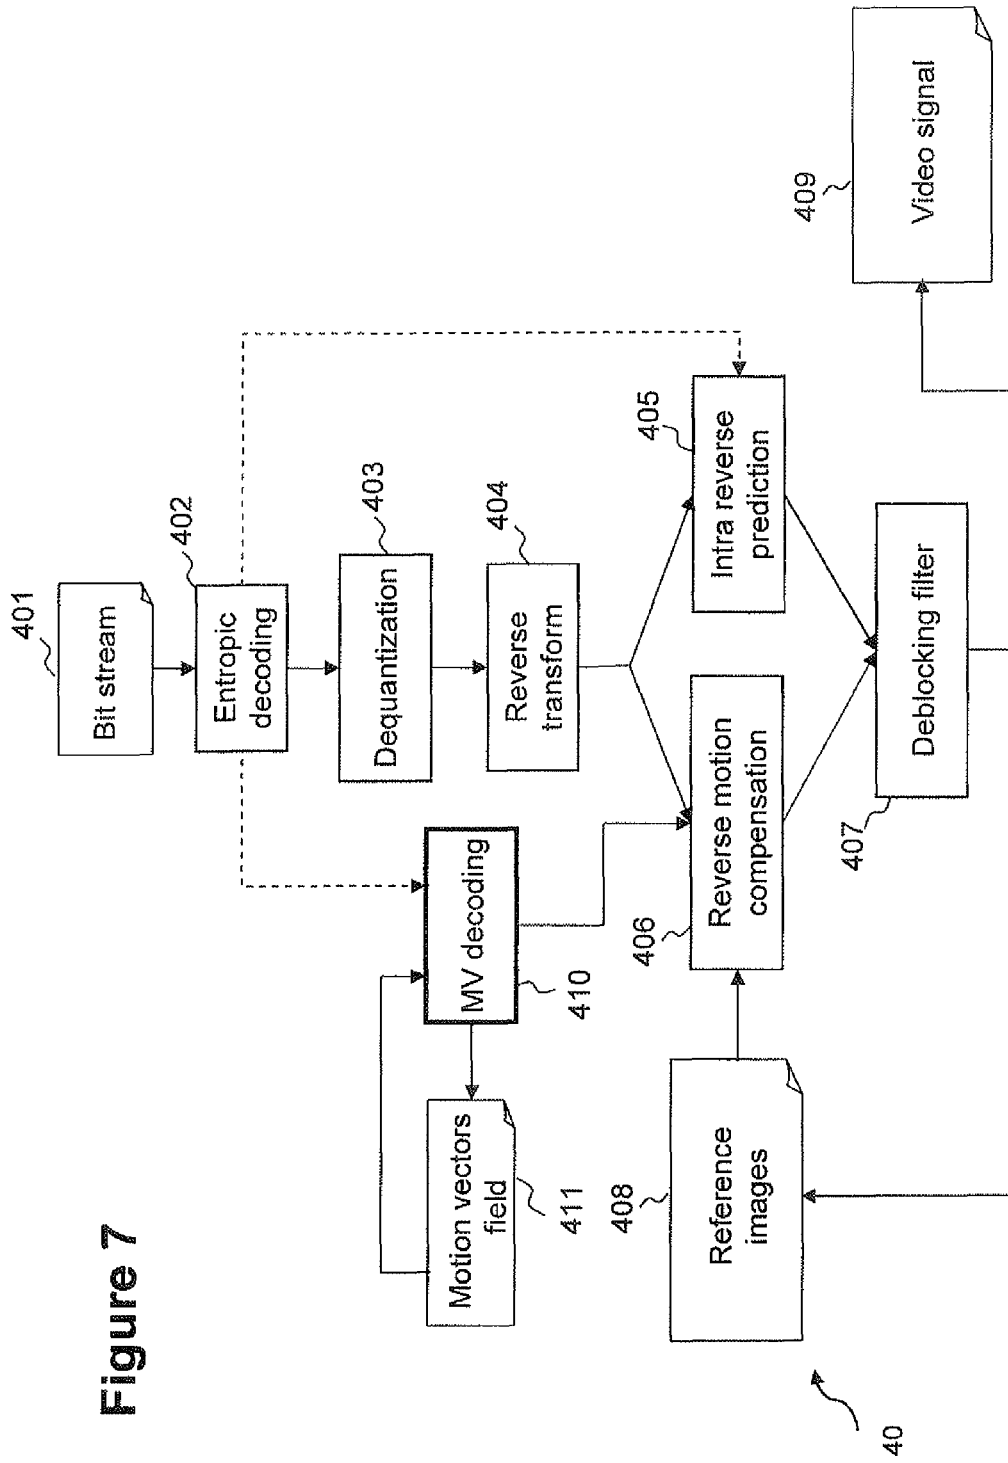 Figure 7
401
Bit stream
402
Entropic
decoding
403
Dequantization
404
Reverse
transform
MV decoding
410
Motion vectors
field
411
405
Intra reverse
prediction
406
Reverse motion
compensation
408
Reference
images
407
Deblocking filter
409
Video signal
40